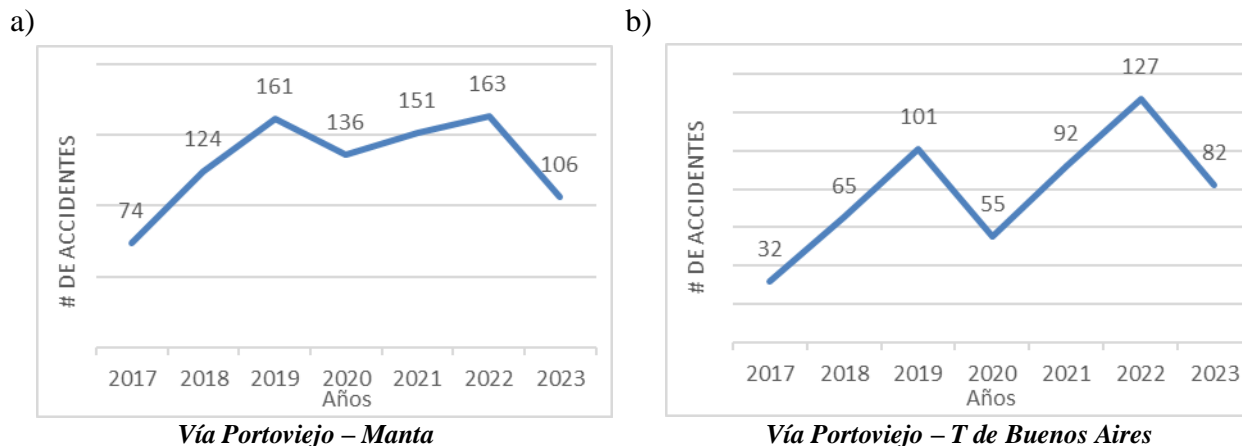 a)
161
163
151
136
124
106
74
# DE ACCIDENTES
2017 2018 2019 2020 2021 2022 2023
Años
Vía Portoviejo – Manta
b)
127
101
92
82
65
55
32
# DE ACCIDENTES
2017 2018 2019 2020 2021 2022 2023
Años
Vía Portoviejo – T de Buenos Aires